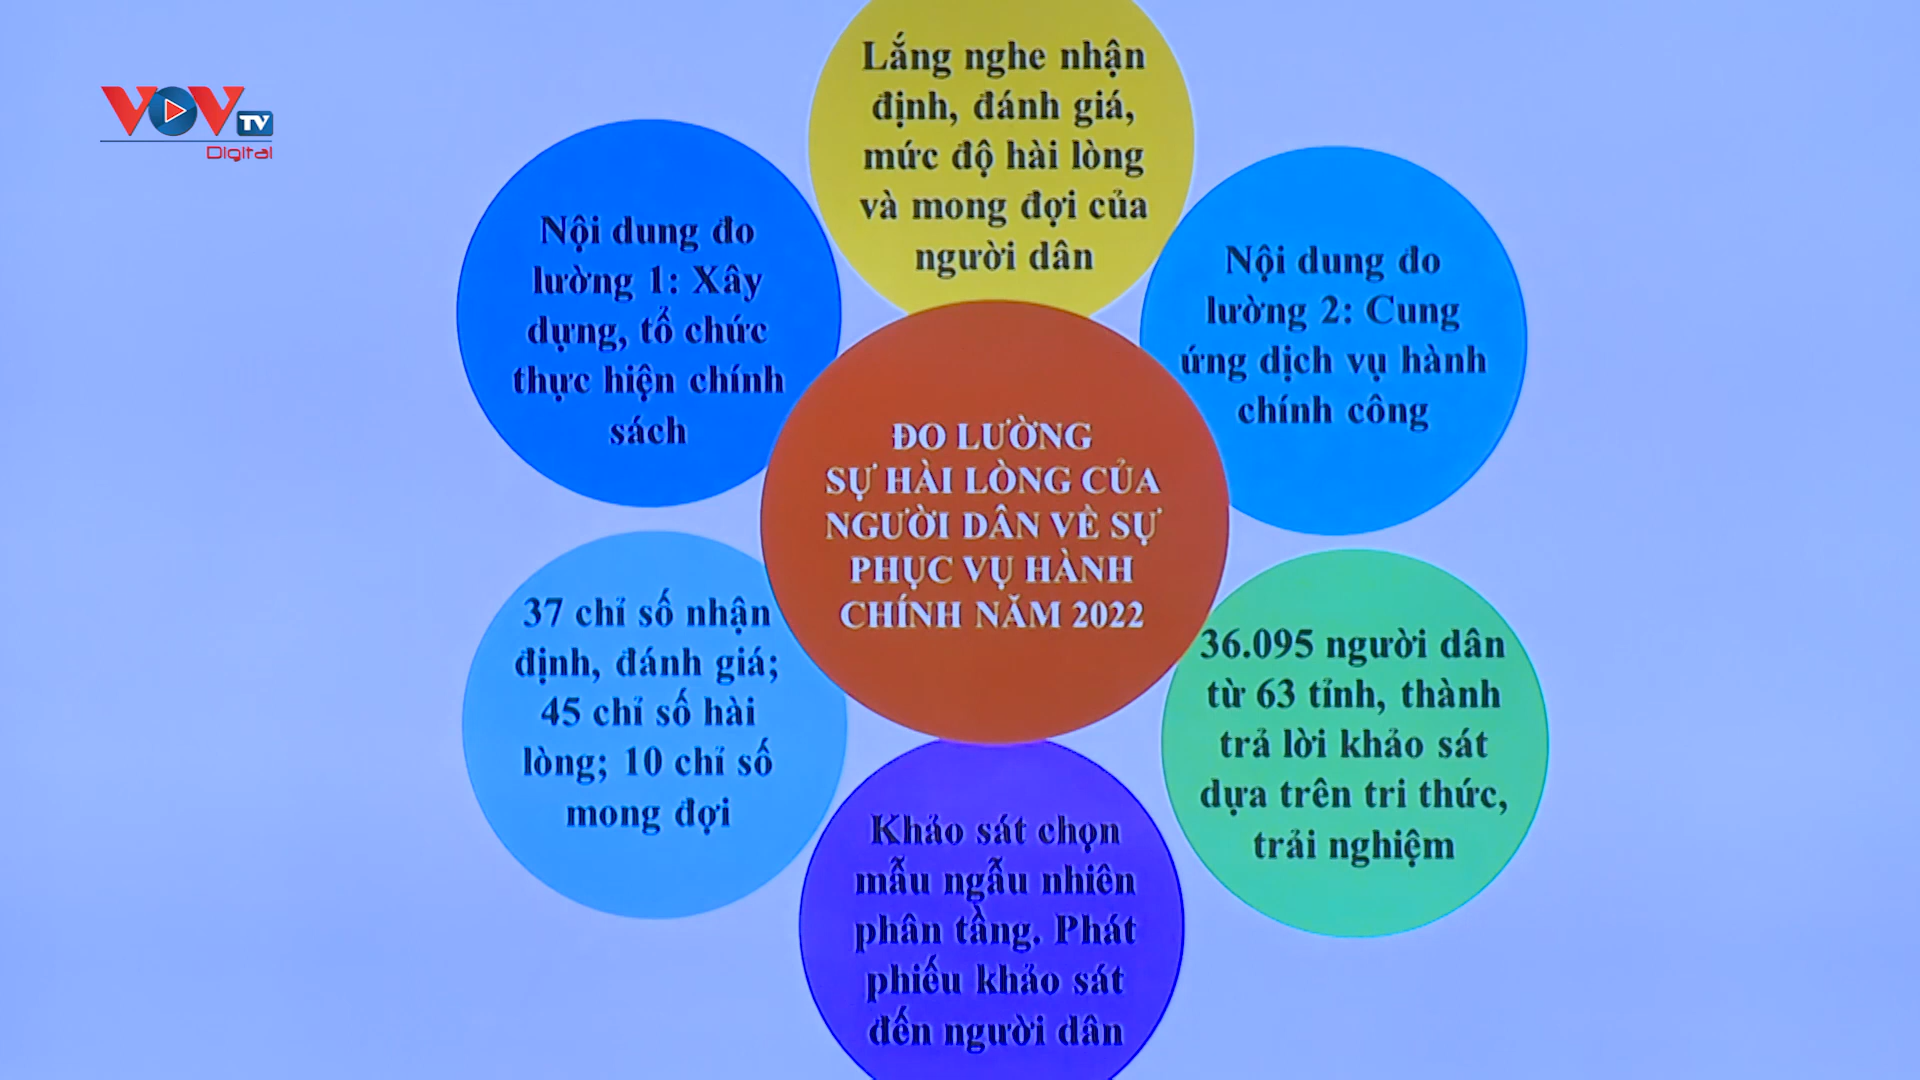 VOV TV
Digital
Lắng nghe nhận
định, đánh giá,
mức độ hài lòng
và mong đợi của
người dân
Nội dung đo
lường 1: Xây
dựng, tổ chức
thực hiện chính
sách
Nội dung đo
lường 2: Cung
ứng dịch vụ hành
chính công
ĐO LƯỜNG
SỰ HÀI LÒNG CỦA
NGƯỜI DÂN VỀ SỰ
PHỤC VỤ HÀNH
CHÍNH NĂM 2022
37 chỉ số nhận
định, đánh giá;
45 chỉ số hài
lòng; 10 chỉ số
mong đợi
36.095 người dân
từ 63 tỉnh, thành
trả lời khảo sát
dựa trên tri thức,
trải nghiệm
Khảo sát chọn
mẫu ngẫu nhiên
phân tầng. Phát
phiếu khảo sát
đến người dân